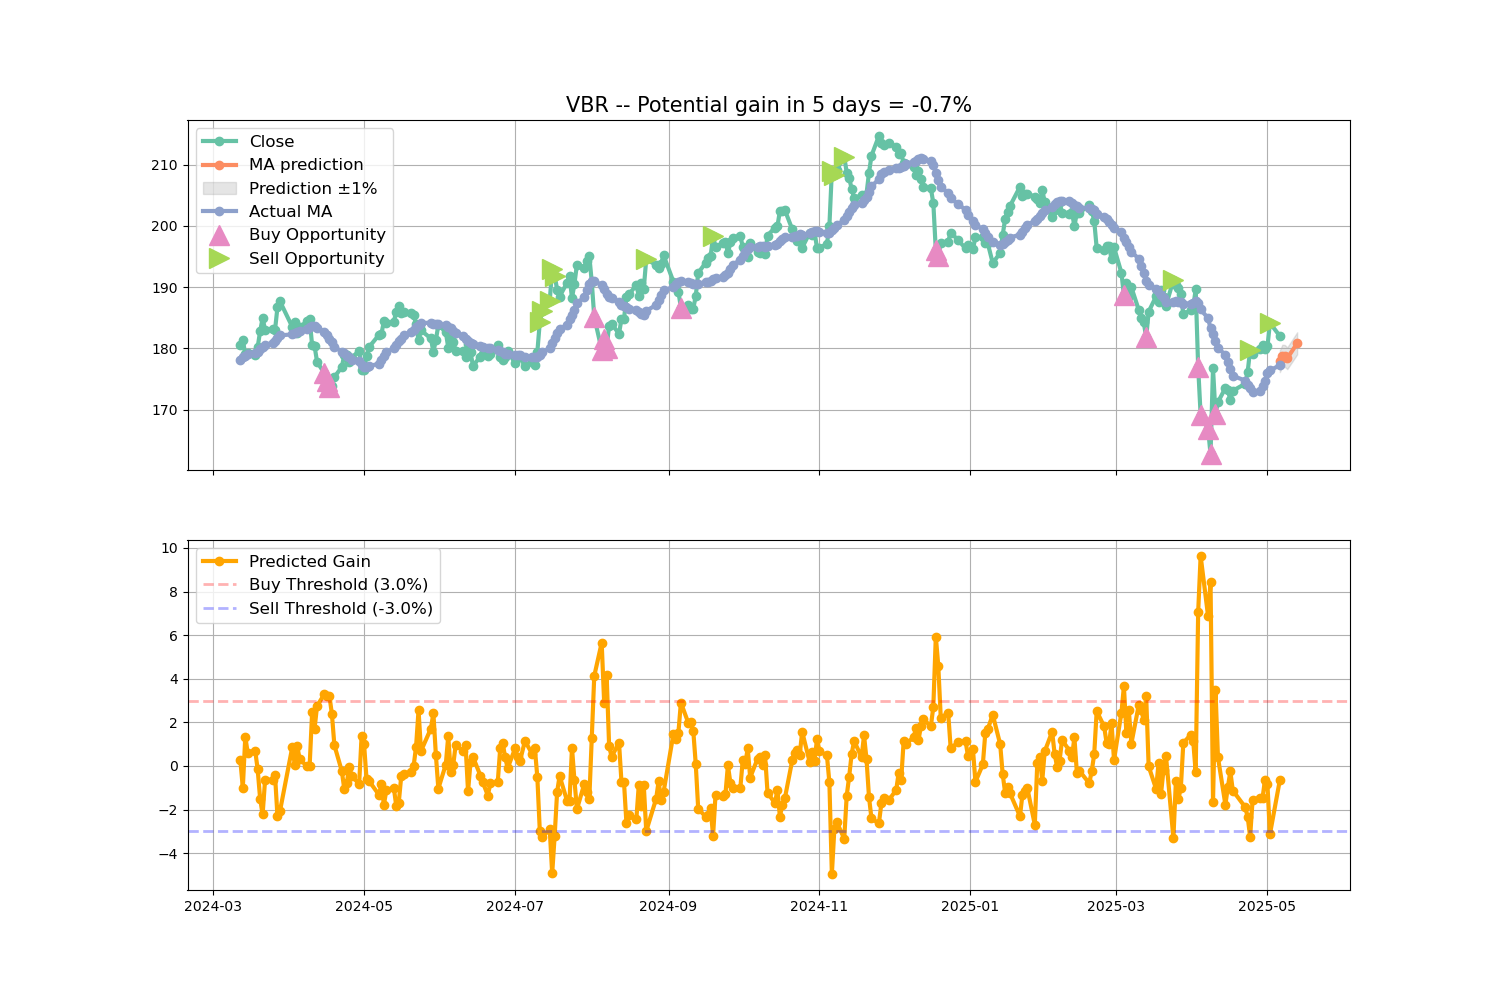 VBR -- Potential gain in 5 days = -0.7%
Close
MA prediction
Prediction ±1%
Actual MA
Buy Opportunity
Sell Opportunity
210
200
190
180
170
Predicted Gain
Buy Threshold (3.0%)
Sell Threshold (-3.0%)
10
8
6
4
2
0
−2
−4
2024-03 2024-05 2024-07 2024-09 2024-11 2025-01 2025-03 2025-05